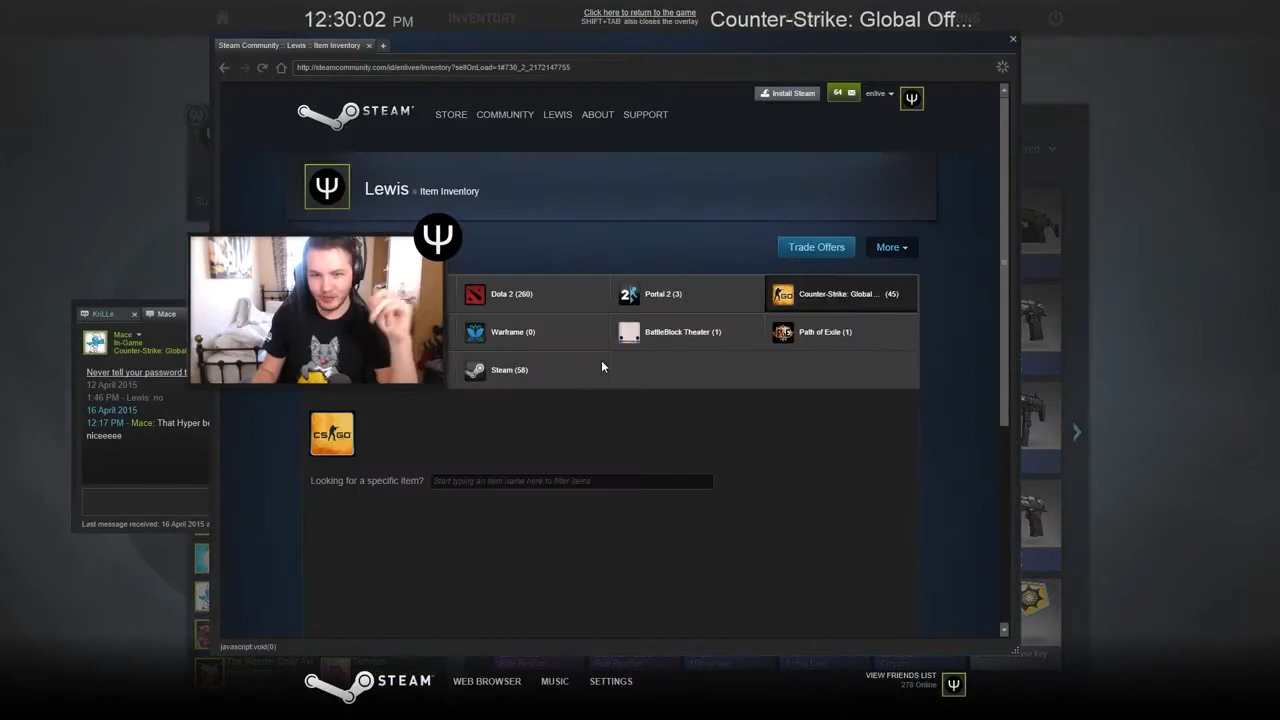 12:30:02 PM
INVENTORY
Click here to return to the game
SHIFT+TAB also closes the overlay
Counter-Strike: Global Off...
Steam Community :: Lewis :: Item Inventory
http://steamcommunity.com/id/enlivee/inventory?sellOnLoad=1#730_2_2172147755
STEAM
Install Steam
64
enlive
STORE
COMMUNITY
LEWIS
ABOUT
SUPPORT
Lewis » Item Inventory
Trade Offers
More
Dota 2 (260)
Portal 2 (3)
Counter-Strike: Global ... (45)
Warframe (0)
BattleBlock Theater (1)
Path of Exile (1)
Steam (58)
KriLLe
Mace
Mace
In-Game
Counter-Strike: Global
Never tell your password t
12 April 2015
1:46 PM - Lewis: no
16 April 2015
12:17 PM - Mace: That Hyper be
niceeeee
Last message received: 16 April 2015 a
CS GO
Looking for a specific item?
Start typing an item name here to filter items
javascript:void(0)
STEAM
WEB BROWSER
MUSIC
SETTINGS
VIEW FRIENDS LIST
278 Online